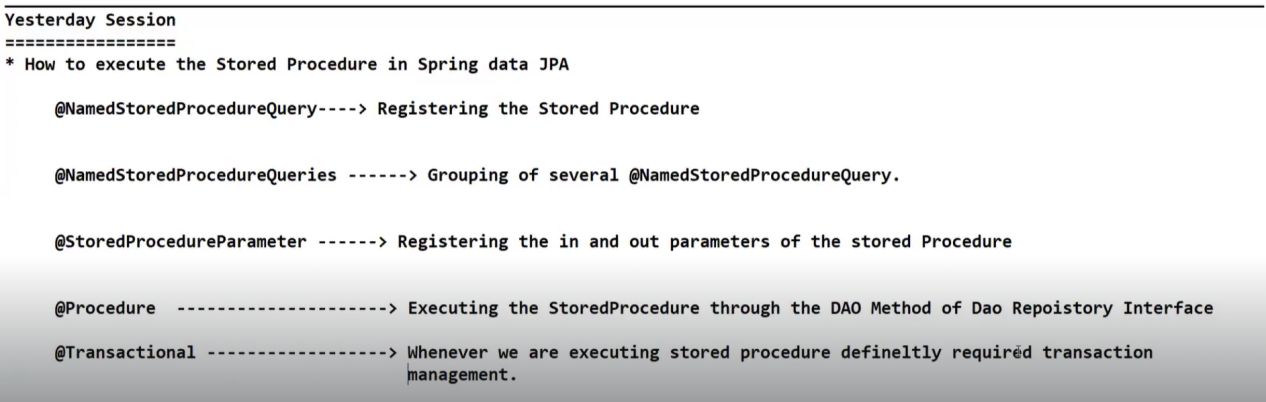 Yesterday Session
=================
* How to execute the Stored Procedure in Spring data JPA
@NamedStoredProcedureQuery----> Registering the Stored Procedure
@NamedStoredProcedureQueries ------> Grouping of several @NamedStoredProcedureQuery.
@StoredProcedureParameter ------> Registering the in and out parameters of the stored Procedure
@Procedure --------------------> Executing the StoredProcedure through the DAO Method of Dao Repoistory Interface
@Transactional ------------------> Whenever we are executing stored procedure defineltly required transaction
management.